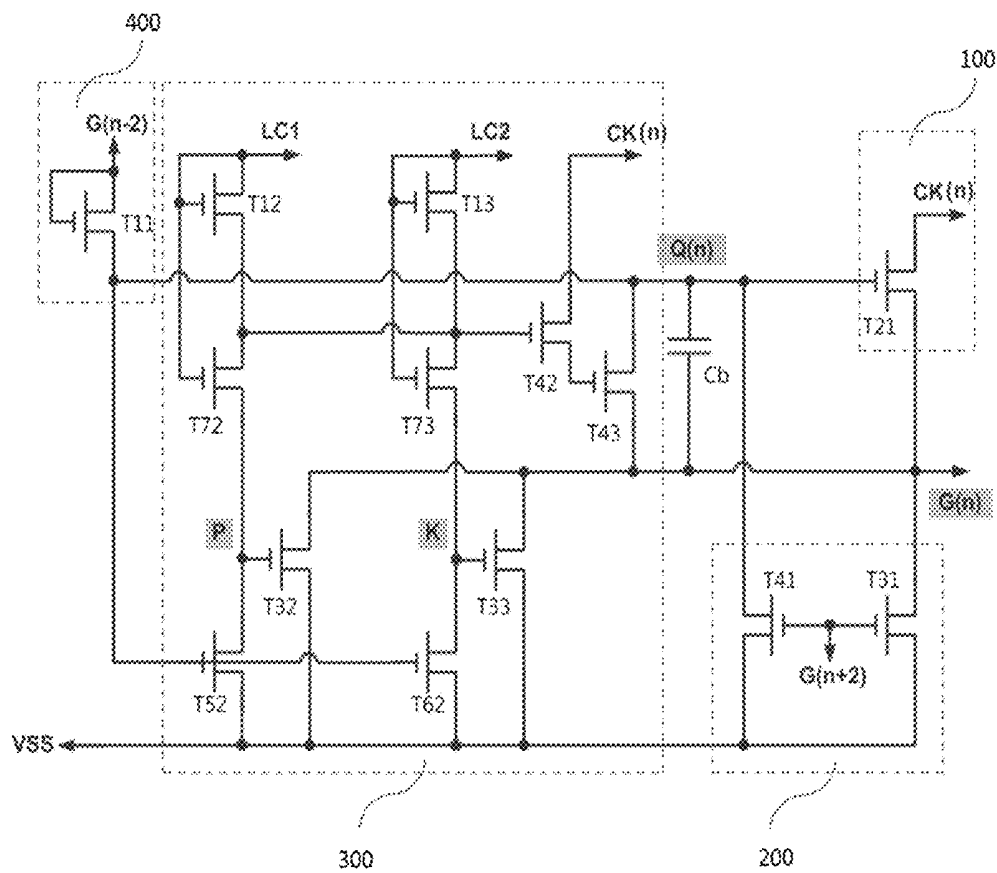 400
100
G(n-2)
LC1
LC2
CK(n)
CK(n)
T11
T12
T13
Q(n)
T21
T42
Cb
T72
T73
T43
G(n)
P
K
T32
T33
T41
T31
G(n+2)
T52
T62
VSS
300
200